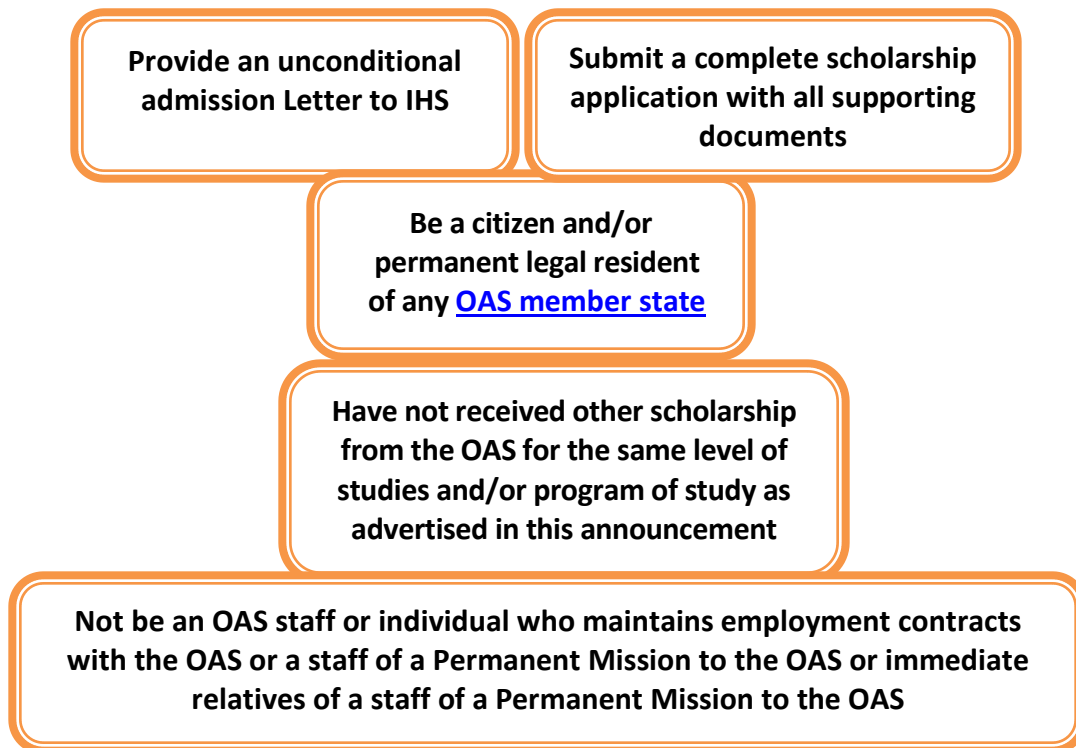 Provide an unconditional
admission Letter to IHS
Submit a complete scholarship
application with all supporting
documents
Be a citizen and/or
permanent legal resident
of any OAS member state
Have not received other scholarship
from the OAS for the same level of
studies and/or program of study as
advertised in this announcement
Not be an OAS staff or individual who maintains employment contracts
with the OAS or a staff of a Permanent Mission to the OAS or immediate
relatives of a staff of a Permanent Mission to the OAS